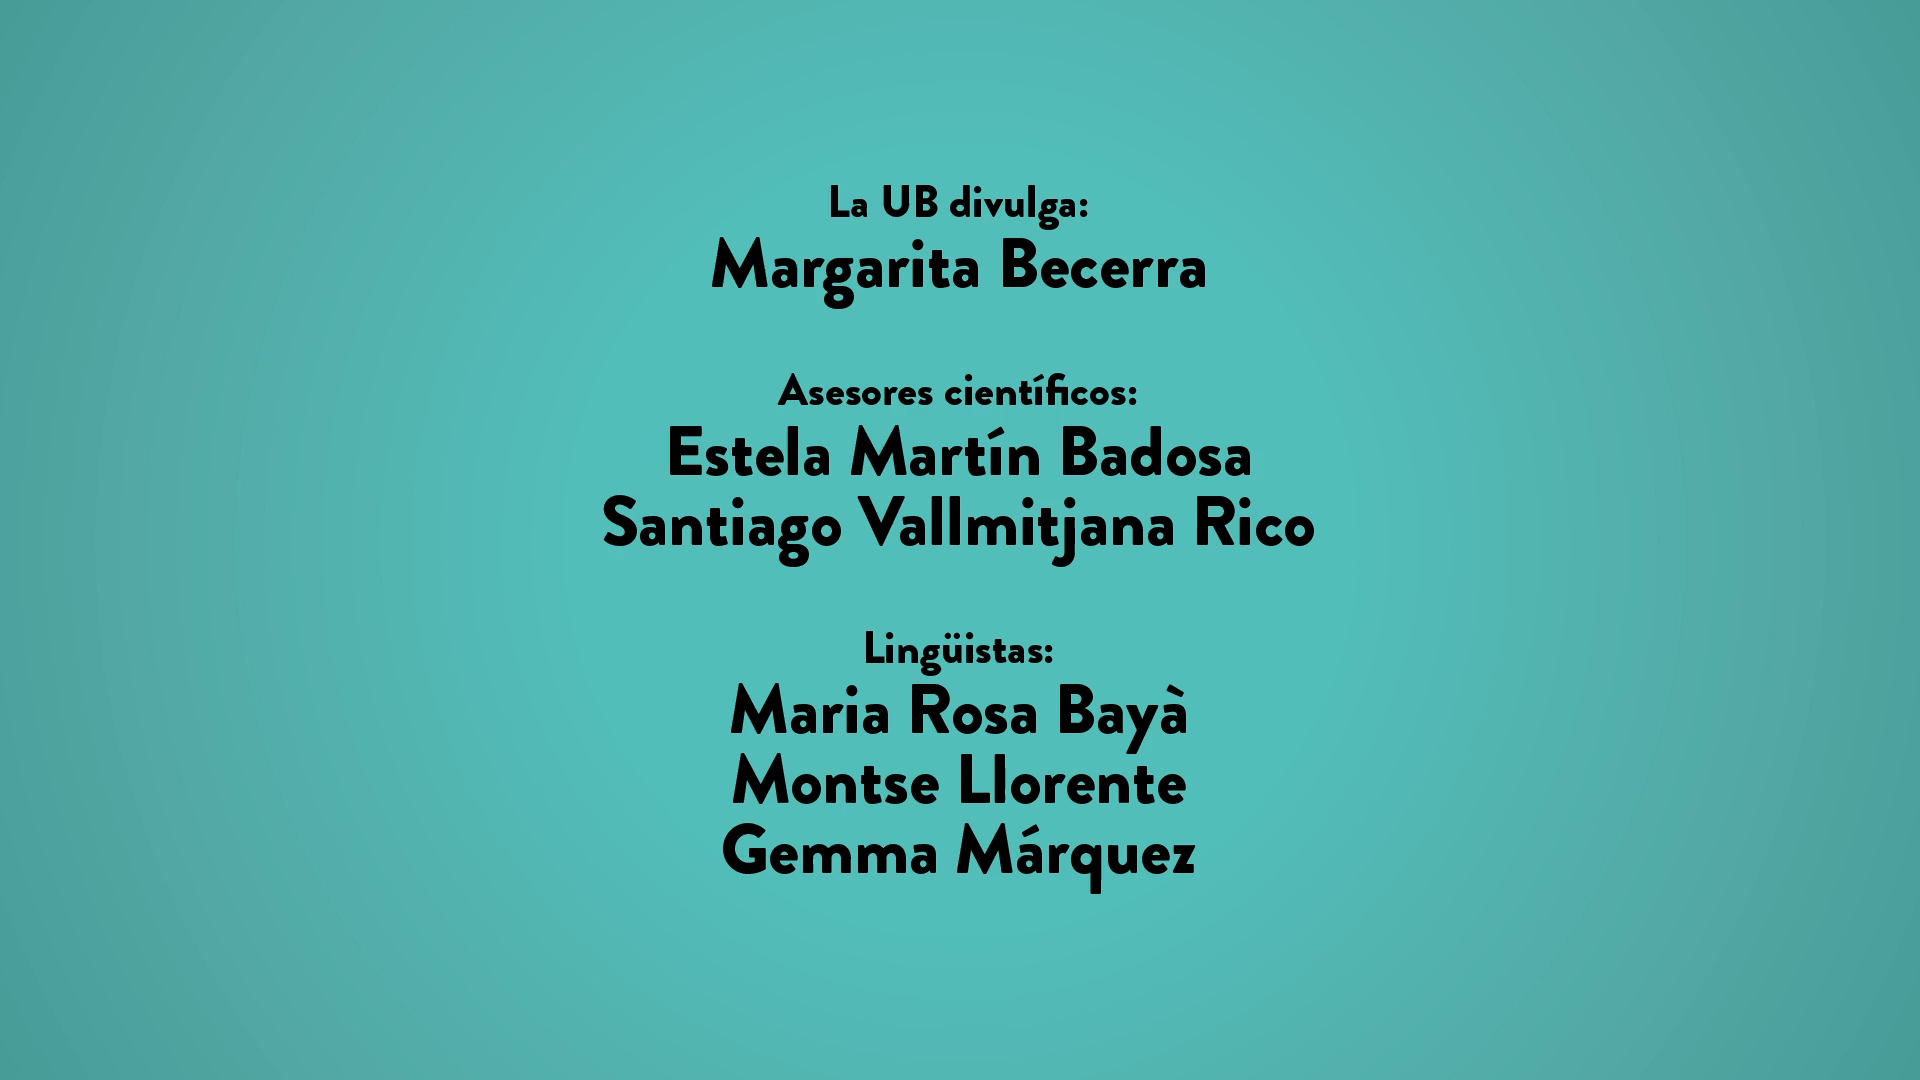 La UB divulga:
Margarita Becerra
Asesores científicos:
Estela Martín Badosa
Santiago Vallmitjana Rico
Lingüistas:
Maria Rosa Bayà
Montse Llorente
Gemma Márquez